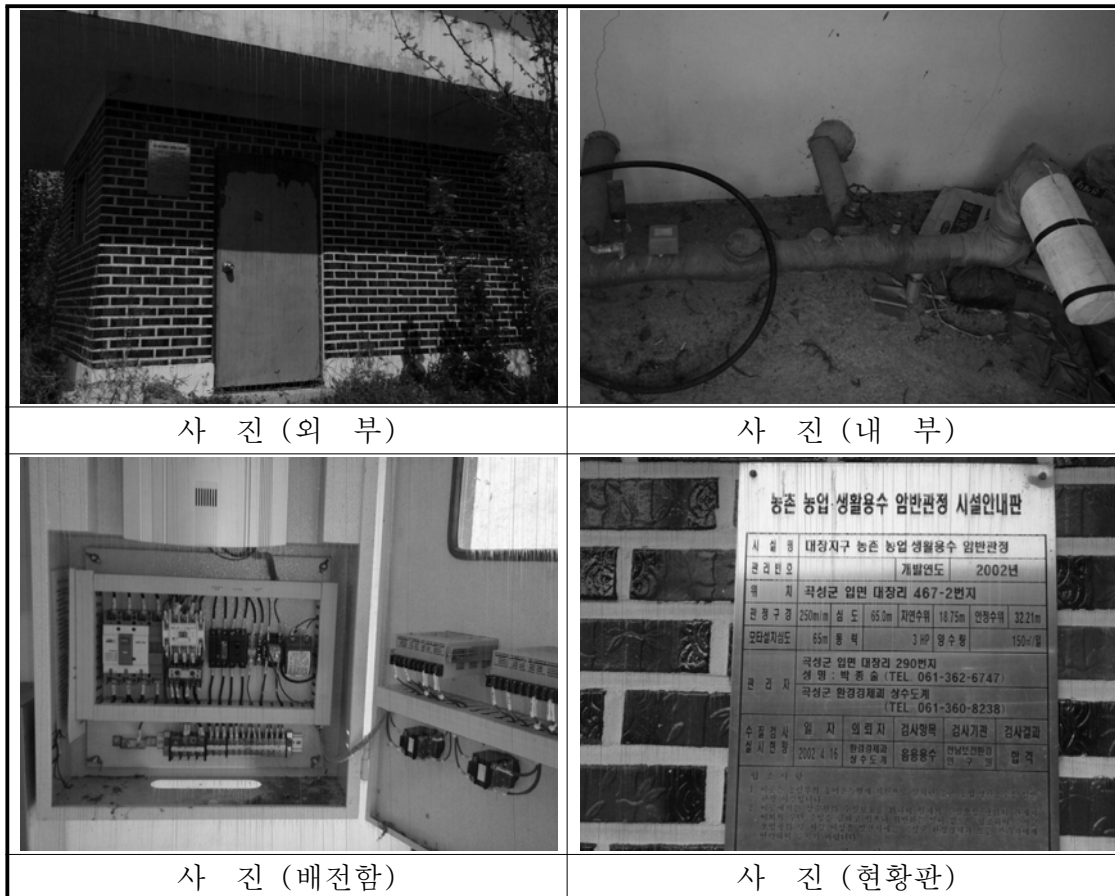 사 진 (외 부)
사 진 (내 부)
농촌 농업·생활용수 암반관정 시설안내판
시 설 명 대장지구 농촌 농업 생활용수 암반관정
관리번호 개발연도 2002년
위 치 곡성군 입면 대장리 467-2번지
관정구경 250m/m 심 도 65.0m 자연수위 18.75m 안정수위 32.21m
모타설치심도 65m 동 력 3 HP 양수량 150㎥/일
관 리 자
곡성군 입면 대장리 290번지
성 명 : 박 종 술 (TEL. 061-362-6747)
곡성군 환경경제과 상수도계
(TEL. 061-360-8238)
수질검사 실시현황
일 자 의뢰자 검사항목 검사기관 검사결과
2002.4.16 환경경제과 상수도계 음용용수 전남보건환경연구원 합격
사 진 (배전함)
사 진 (현황판)